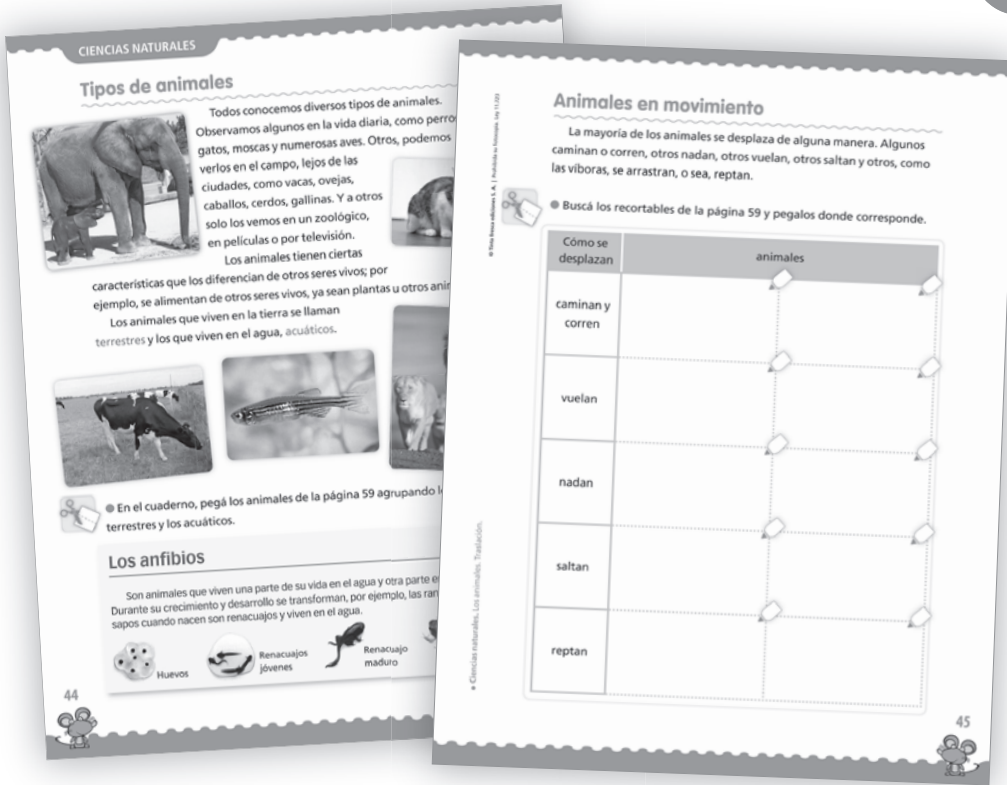 CIENCIAS NATURALES
Tipos de animales
Todos conocemos diversos tipos de animales.
Observamos algunos en la vida diaria, como
gatos, moscas y numerosas aves. Otros, podemos
verlos en el campo, lejos de las
ciudades, como vacas, ovejas,
caballos, cerdos, gallinas. Y a otros
solo los vemos en un zoológico,
en películas o por televisión.
Los animales tienen ciertas
características que los diferencian de otros seres vivos; por
ejemplo, se alimentan de otros seres vivos, ya sean plantas u otros
Los animales que viven en la tierra se llaman
terrestres y los que viven en el agua, acuáticos.
En el cuaderno, pegá los animales de la página 59 agrupando
terrestres y los acuáticos.
Los anfibios
Son animales que viven una parte de su vida en el agua y otra parte
Durante su crecimiento y desarrollo se transforman, por ejemplo, las
sapos cuando nacen son renacuajos y viven en el agua.
Huevos
Renacuajos
jóvenes
Renacuajo
maduro
44
Animales en movimiento
La mayoría de los animales se desplaza de alguna manera. Algunos
caminan o corren, otros nadan, otros vuelan, otros saltan y otros, como
las víboras, se arrastran, o sea, reptan.
Buscá los recortables de la página 59 y pegalos donde corresponde.
Cómo se
desplazan
animales
caminan y
corren
vuelan
nadan
saltan
reptan
Ciencias naturales. Los animales. Traslación.
45